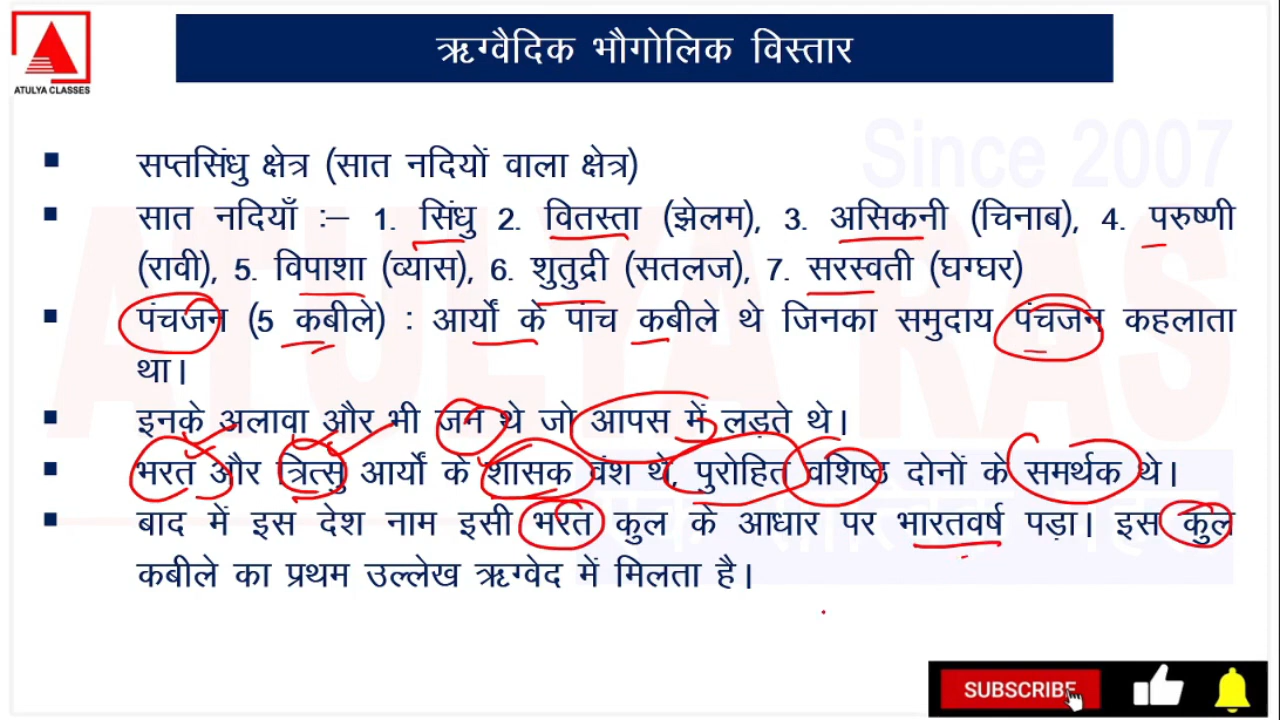 ATULYA CLASSES
ऋग्वैदिक भौगोलिक विस्तार
Since 2007
सप्तसिंधु क्षेत्र (सात नदियों वाला क्षेत्र)
सात नदियाँ :– 1. सिंधु 2. वितस्ता (झेलम), 3. असिकनी (चिनाब), 4. परुष्णी
(रावी), 5. विपाशा (व्यास), 6. शुतुद्री (सतलज), 7. सरस्वती (घग्घर)
पंचजन (5 कबीले) : आर्यो के पांच कबीले थे जिनका समुदाय पंचजन कहलाता
था।
इनके अलावा और भी जन थे जो आपस में लड़ते थे।
भरत और त्रित्सु आर्यों के शासक वंश थे, पुरोहित वशिष्ठ दोनों के समर्थक थे।
बाद में इस देश नाम इसी भरत कुल के आधार पर भारतवर्ष पड़ा। इस कुल
कबीले का प्रथम उल्लेख ऋग्वेद में मिलता है।
ATULYA RAS
SUBSCRIBE